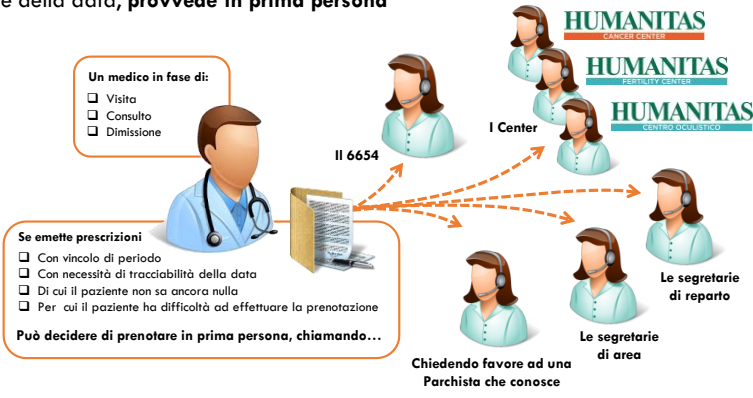 e della data, provvede in prima persona
HUMANITAS
CANCER CENTER
HUMANITAS
FERTILITY CENTER
HUMANITAS
CENTRO OCULISTICO
Un medico in fase di:
❑ Visita
❑ Consulto
❑ Dimissione
Il 6654
I Center
Se emette prescrizioni
❑ Con vincolo di periodo
❑ Con necessità di tracciabilità della data
❑ Di cui il paziente non sa ancora nulla
❑ Per cui il paziente ha difficoltà ad effettuare la prenotazione
Può decidere di prenotare in prima persona, chiamando…
Le segretarie
di reparto
Le segretarie
di area
Chiedendo favore ad una
Parchista che conosce